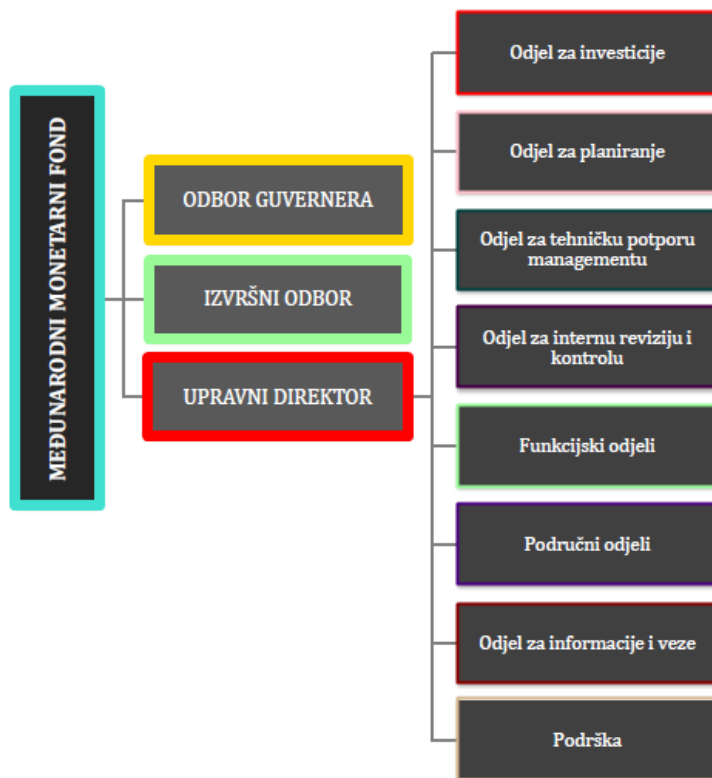 MEĐUNARODNI MONETARNI FOND
ODBOR GUVERNERA
IZVRŠNI ODBOR
UPRAVNI DIREKTOR
Odjel za investicije
Odjel za planiranje
Odjel za tehničku potporu
managementu
Odjel za internu reviziju i
kontrolu
Funkcijski odjeli
Područni odjeli
Odjel za informacije i veze
Podrška